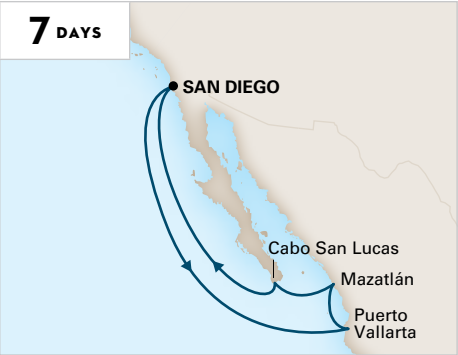 7 DAYS
SAN DIEGO
Cabo San Lucas
Mazatlán
Puerto
Vallarta